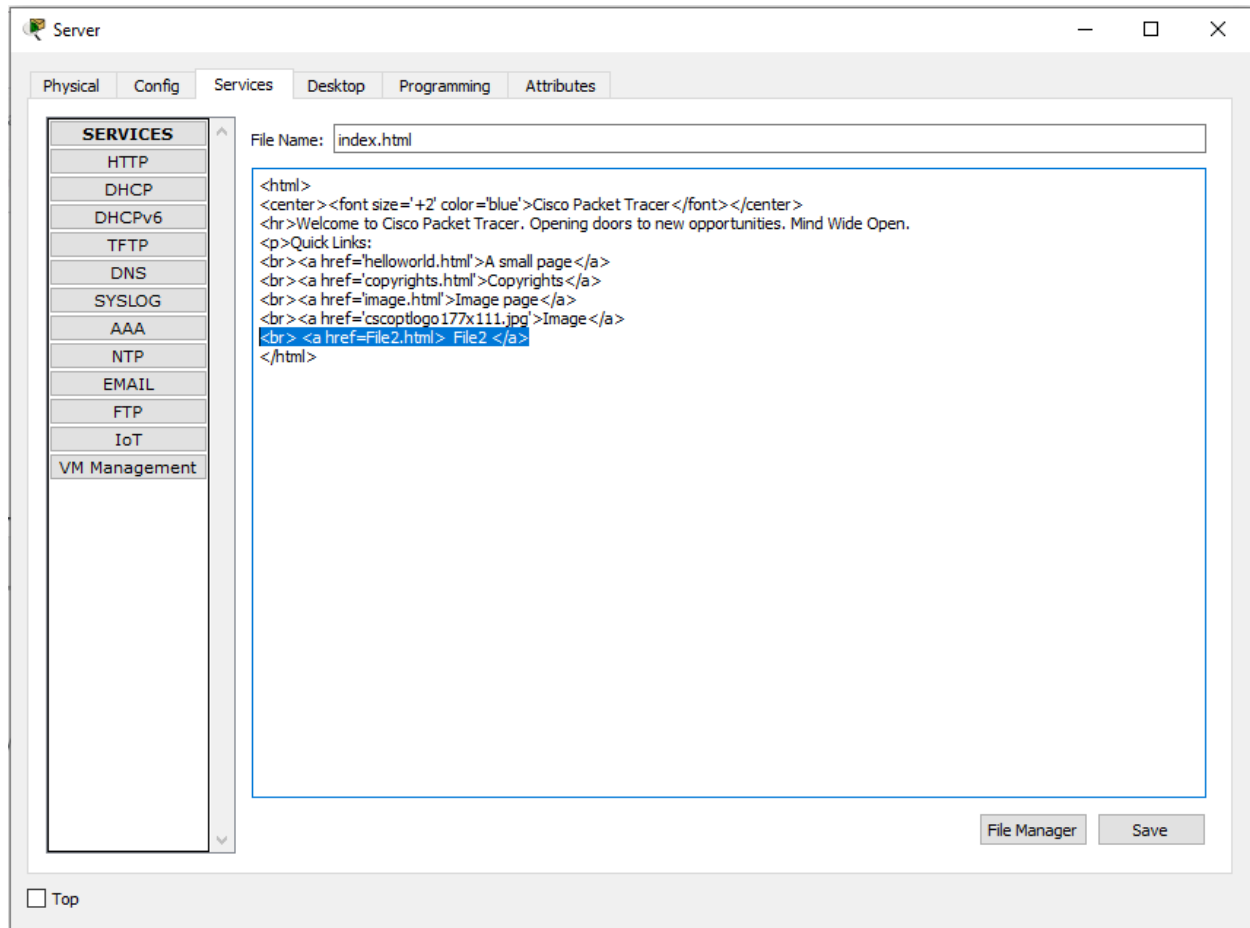 Server
Physical Config Services Desktop Programming Attributes
SERVICES
HTTP
DHCP
DHCPv6
TFTP
DNS
SYSLOG
AAA
NTP
EMAIL
FTP
IoT
VM Management
File Name: index.html
<html>
<center><font size='+2' color='blue'>Cisco Packet Tracer</font></center>
<hr>Welcome to Cisco Packet Tracer. Opening doors to new opportunities. Mind Wide Open.
<p>Quick Links:
<br><a href='helloworld.html'>A small page</a>
<br><a href='copyrights.html'>Copyrights</a>
<br><a href='image.html'>Image page</a>
<br><a href='cscoptlogo177x111.jpg'>Image</a>
<br> <a href=File2.html>  File2 </a>
</html>
File Manager Save
Top